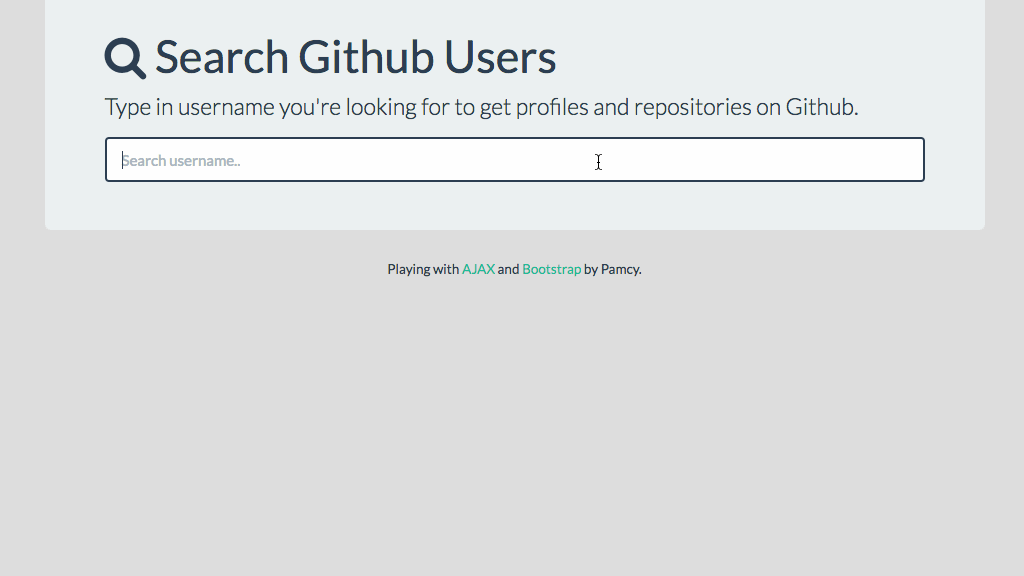 Search Github Users
Type in username you're looking for to get profiles and repositories on Github.
Search username..
Playing with AJAX and Bootstrap by Pamcy.